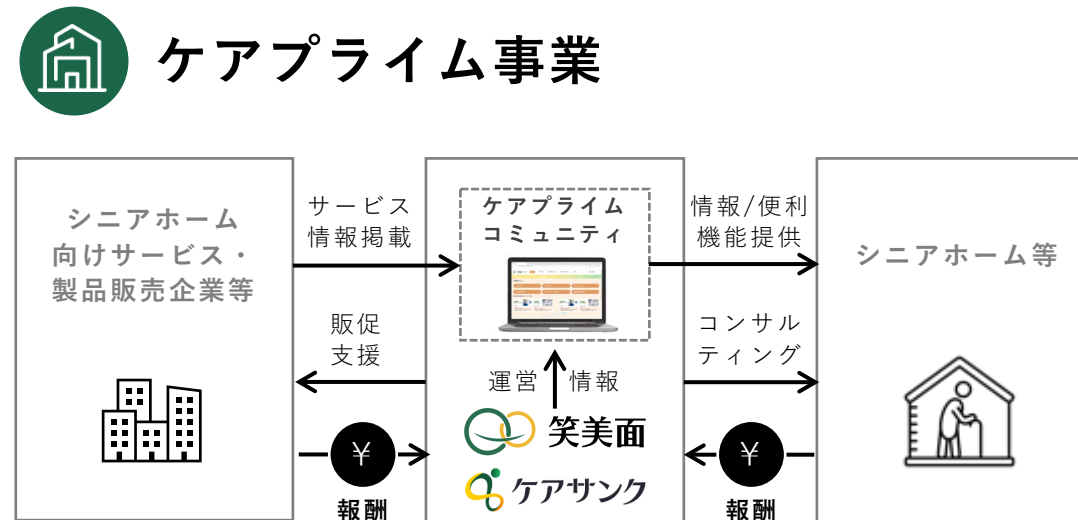 ケアプライム事業
シニアホーム
向けサービス・
製品販売企業等
サービス
情報掲載
販促
支援
¥
報酬
ケアプライム
コミュニティ
運営
情報
笑美面
ケアサンク
情報/便利
機能提供
コンサル
ティング
¥
報酬
シニアホーム等